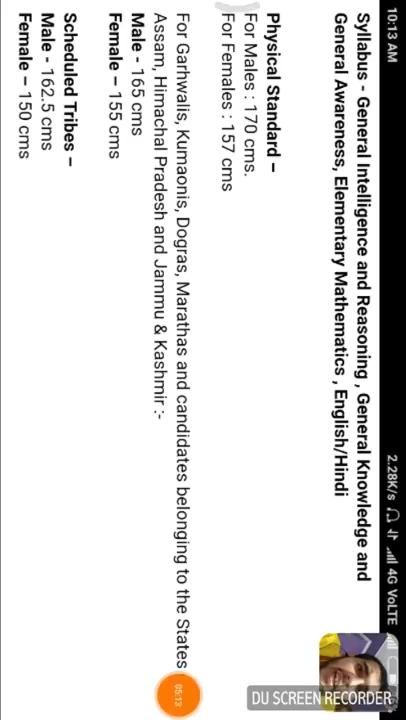 10:13 AM 2.28K/s 4G VoLTE
Syllabus - General Intelligence and Reasoning , General Knowledge and
General Awareness, Elementary Mathematics , English/Hindi
Physical Standard –
For Males : 170 cms.
For Females : 157 cms
For Garhwalis, Kumaonis, Dogras, Marathas and candidates belonging to the States
Assam, Himachal Pradesh and Jammu & Kashmir :-
Male - 165 cms
Female – 155 cms
Scheduled Tribes –
Male - 162.5 cms
Female – 150 cms
05:13
DU SCREEN RECORDER